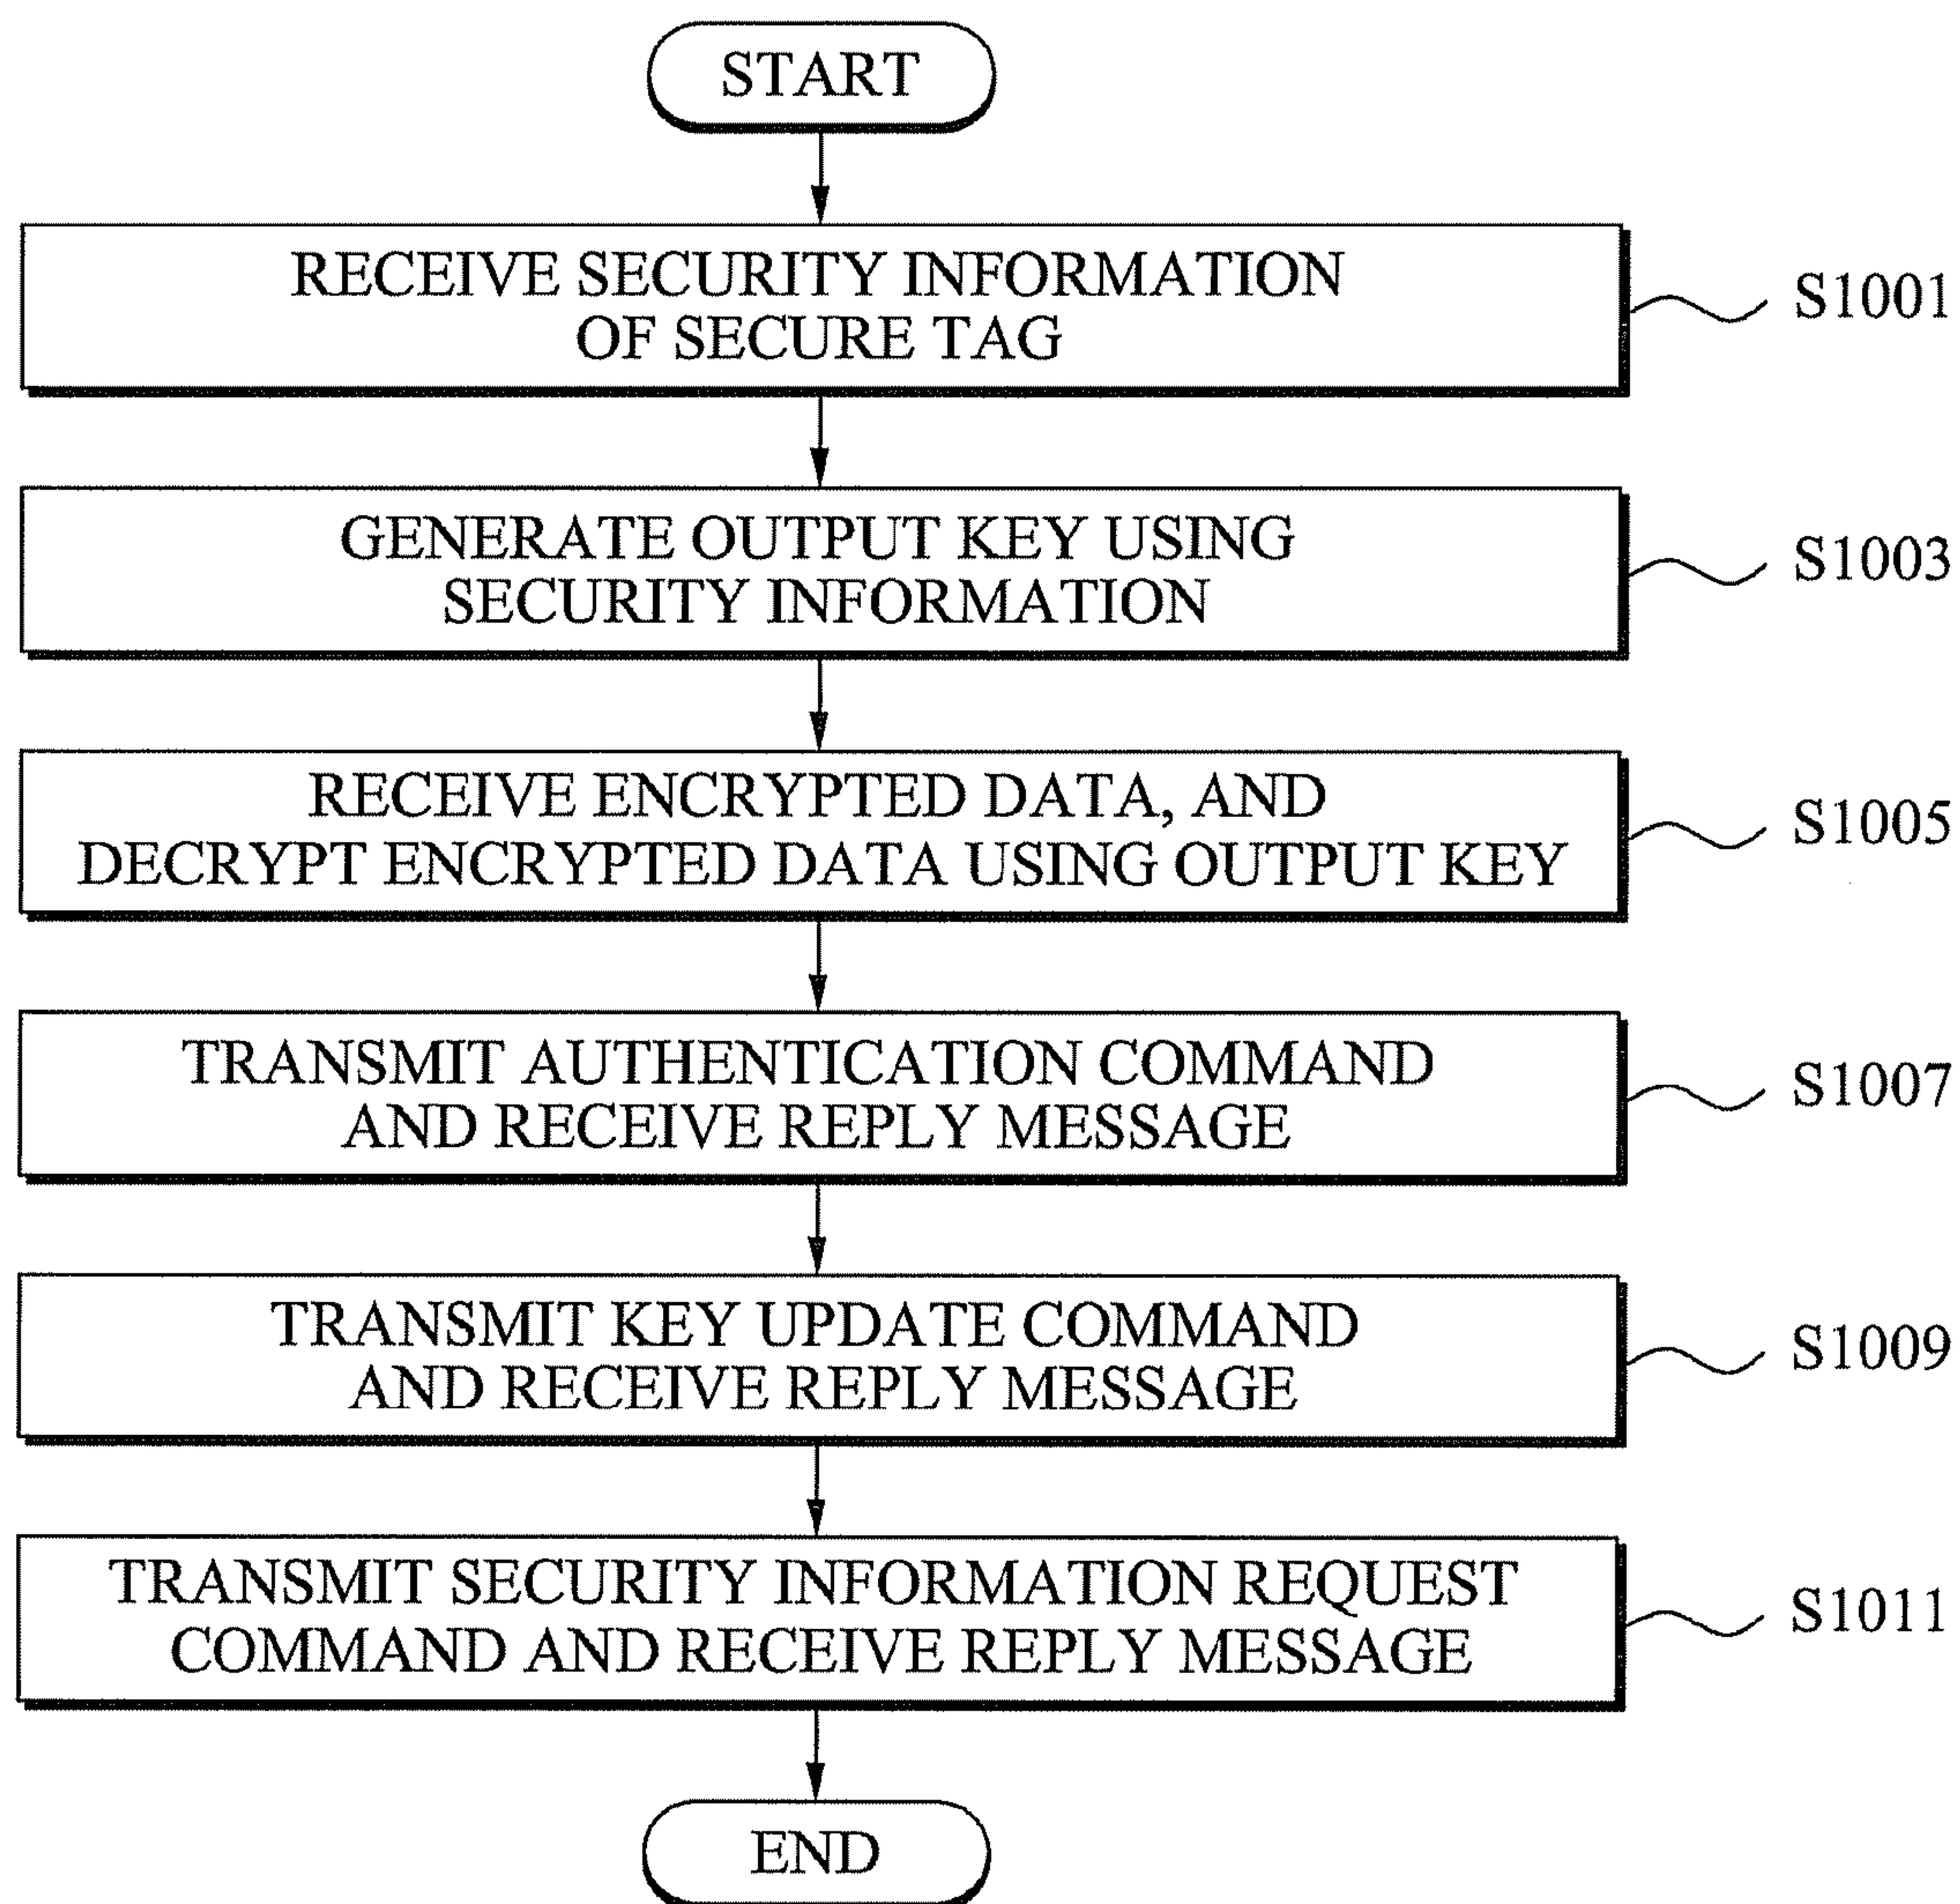 START
RECEIVE SECURITY INFORMATION
OF SECURE TAG
S1001
GENERATE OUTPUT KEY USING
SECURITY INFORMATION
S1003
RECEIVE ENCRYPTED DATA, AND
DECRYPT ENCRYPTED DATA USING OUTPUT KEY
S1005
TRANSMIT AUTHENTICATION COMMAND
AND RECEIVE REPLY MESSAGE
S1007
TRANSMIT KEY UPDATE COMMAND
AND RECEIVE REPLY MESSAGE
S1009
TRANSMIT SECURITY INFORMATION REQUEST
COMMAND AND RECEIVE REPLY MESSAGE
S1011
END